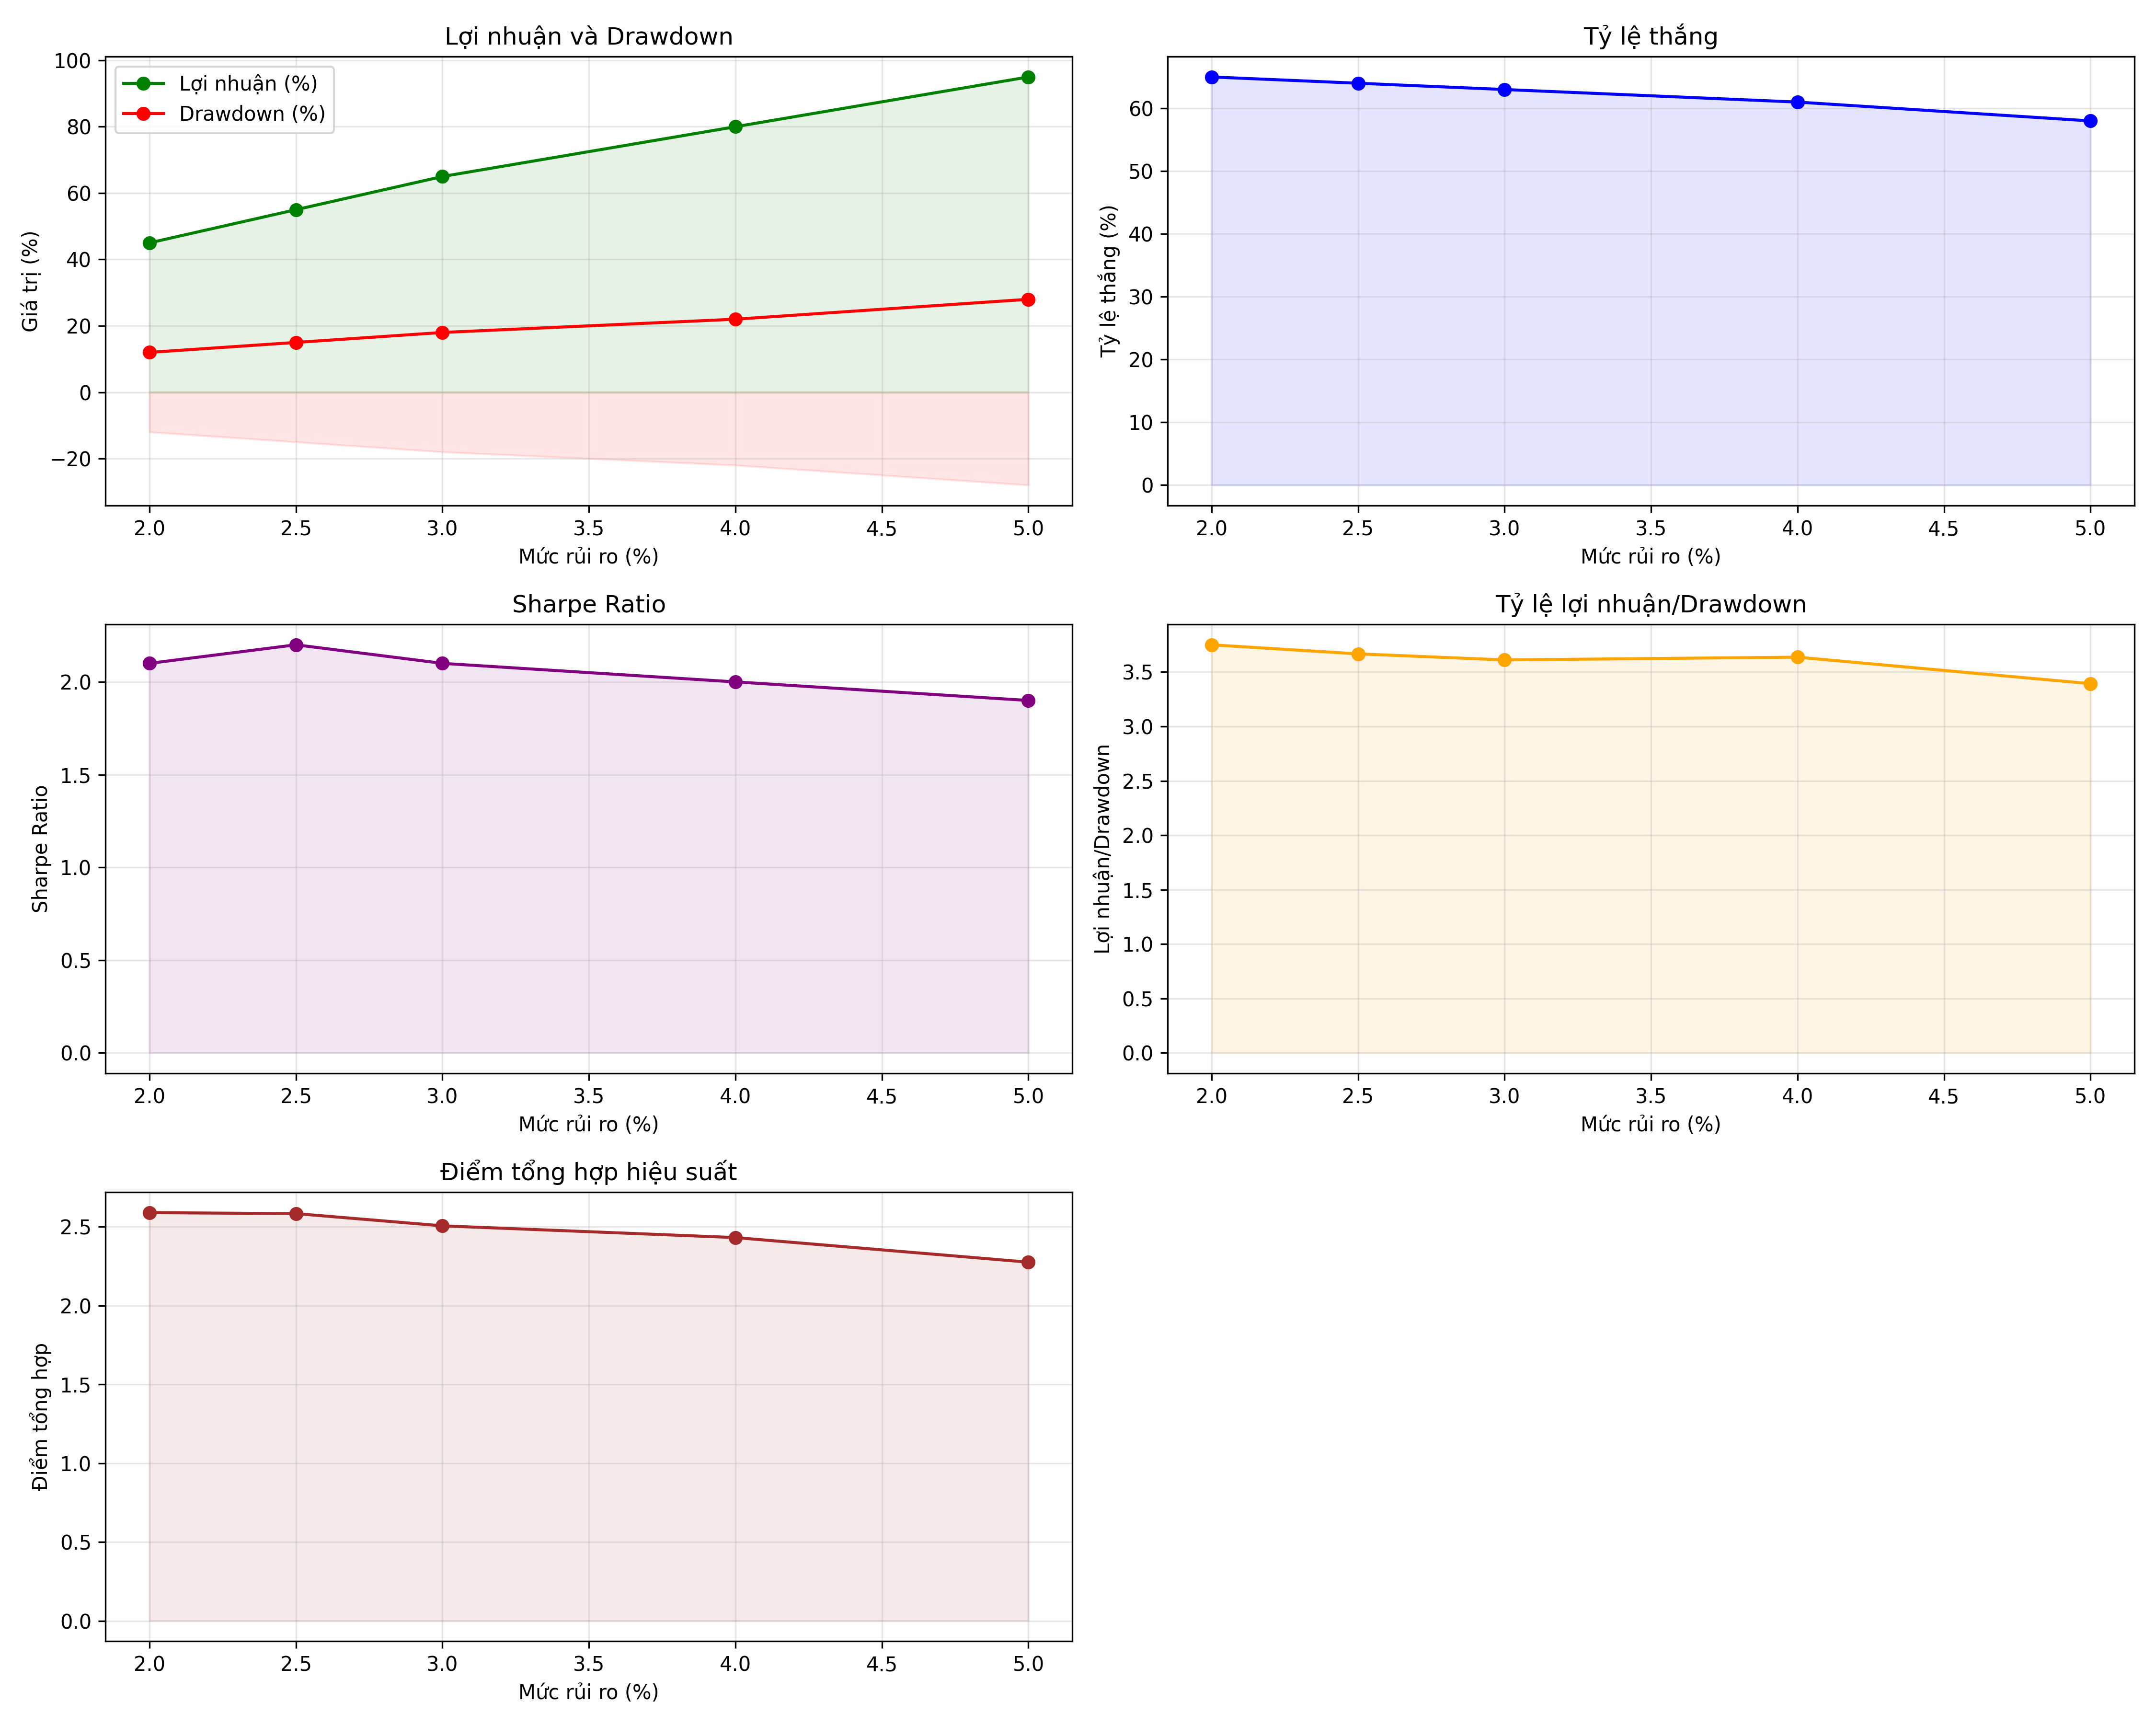 Lợi nhuận và Drawdown
Lợi nhuận (%)
Drawdown (%)
Giá trị (%)
100
80
60
40
20
0
−20
2.0 2.5 3.0 3.5 4.0 4.5 5.0
Mức rủi ro (%)
Tỷ lệ thắng
Tỷ lệ thắng (%)
60
50
40
30
20
10
0
2.0 2.5 3.0 3.5 4.0 4.5 5.0
Mức rủi ro (%)
Sharpe Ratio
Sharpe Ratio
2.0
1.5
1.0
0.5
0.0
2.0 2.5 3.0 3.5 4.0 4.5 5.0
Mức rủi ro (%)
Tỷ lệ lợi nhuận/Drawdown
Lợi nhuận/Drawdown
3.5
3.0
2.5
2.0
1.5
1.0
0.5
0.0
2.0 2.5 3.0 3.5 4.0 4.5 5.0
Mức rủi ro (%)
Điểm tổng hợp hiệu suất
Điểm tổng hợp
2.5
2.0
1.5
1.0
0.5
0.0
2.0 2.5 3.0 3.5 4.0 4.5 5.0
Mức rủi ro (%)